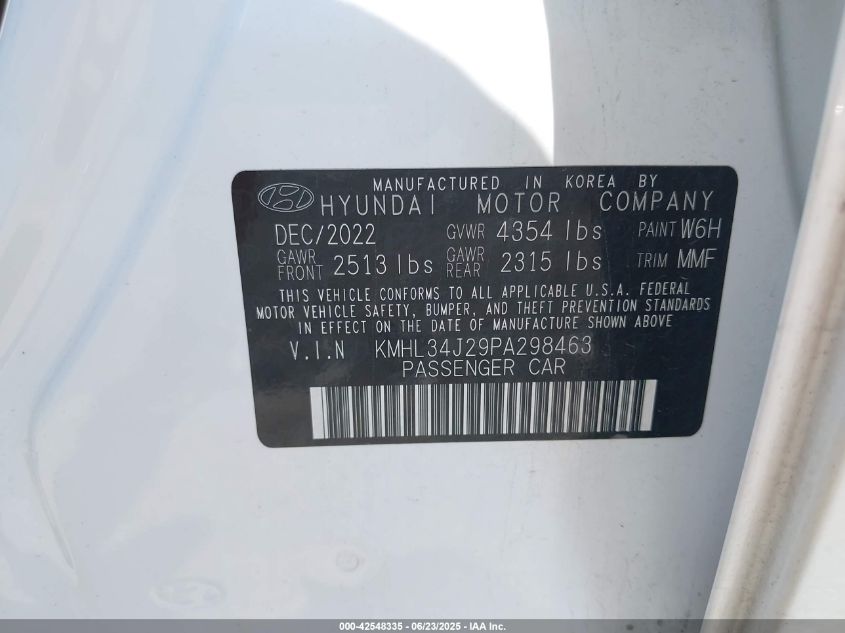 MANUFACTURED IN KOREA BY
HYUNDAI MOTOR COMPANY
DEC/2022 GVWR 4354 lbs PAINT W6H
GAWR FRONT 2513 lbs GAWR REAR 2315 lbs TRIM MMF
THIS VEHICLE CONFORMS TO ALL APPLICABLE U.S.A. FEDERAL
MOTOR VEHICLE SAFETY, BUMPER, AND THEFT PREVENTION STANDARDS
IN EFFECT ON THE DATE OF MANUFACTURE SHOWN ABOVE
V.I.N KMHL34J29PA298463
PASSENGER CAR
000-42548335 - 06/23/2025 - IAA Inc.